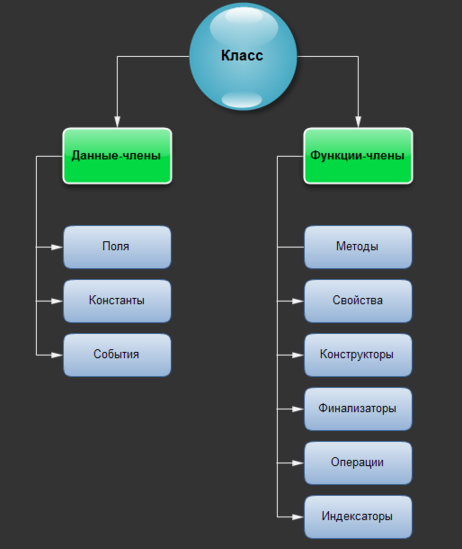 Класс
Данные-члены
Функции-члены
Поля
Методы
Константы
Свойства
События
Конструкторы
Финализаторы
Операции
Индексаторы